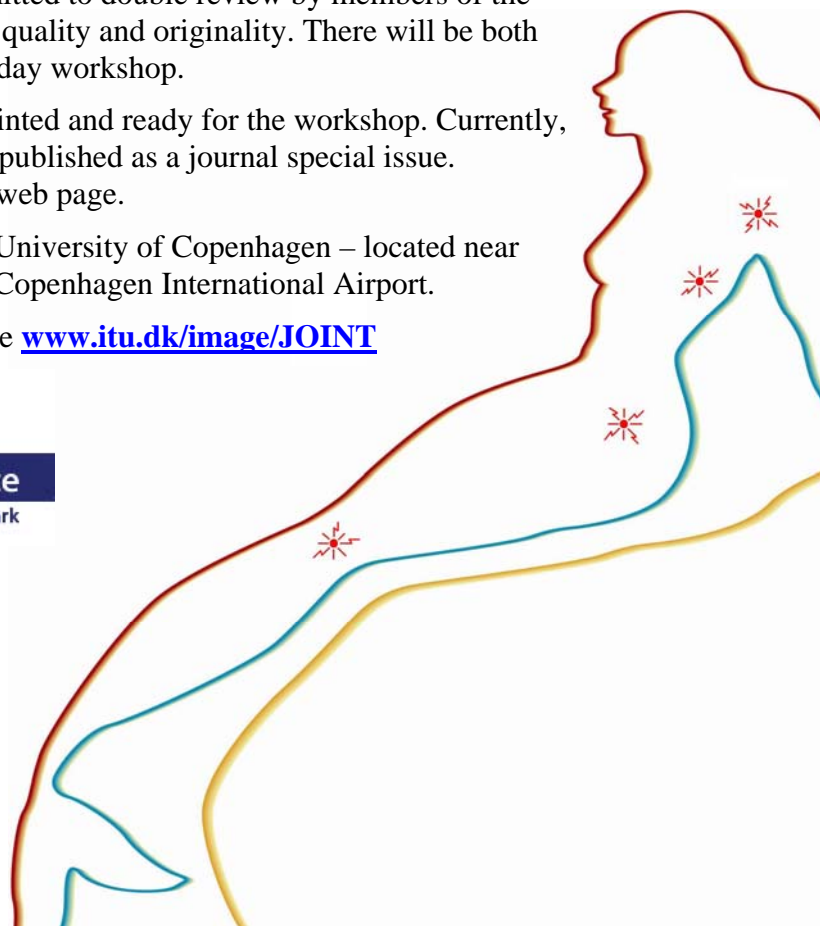 quality and originality. There will be both
day workshop.
inted and ready for the workshop. Currently,
published as a journal special issue.
web page.
University of Copenhagen – located near
Copenhagen International Airport.
e www.itu.dk/image/JOINT
te
rk